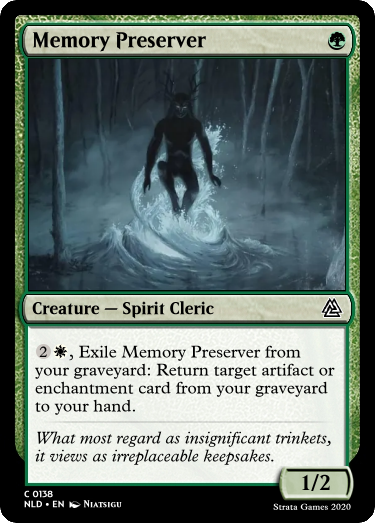 Memory Preserver
Creature — Spirit Cleric
2 , Exile Memory Preserver from
your graveyard: Return target artifact or
enchantment card from your graveyard
to your hand.
What most regard as insignificant trinkets,
it views as irreplaceable keepsakes.
1/2
C 0138
NLD • EN Niatsigu
Strata Games 2020